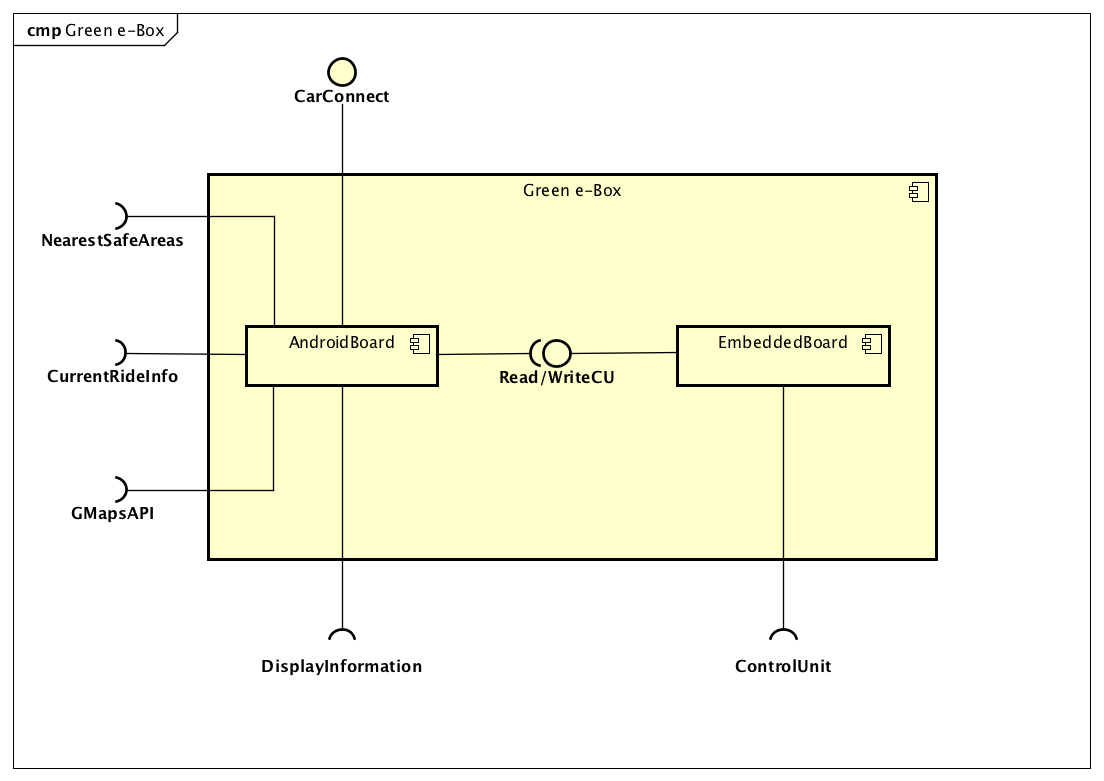 cmp Green e-Box
CarConnect
Green e-Box
NearestSafeAreas
AndroidBoard
EmbeddedBoard
CurrentRideInfo
Read/WriteCU
GMapsAPI
DisplayInformation
ControlUnit